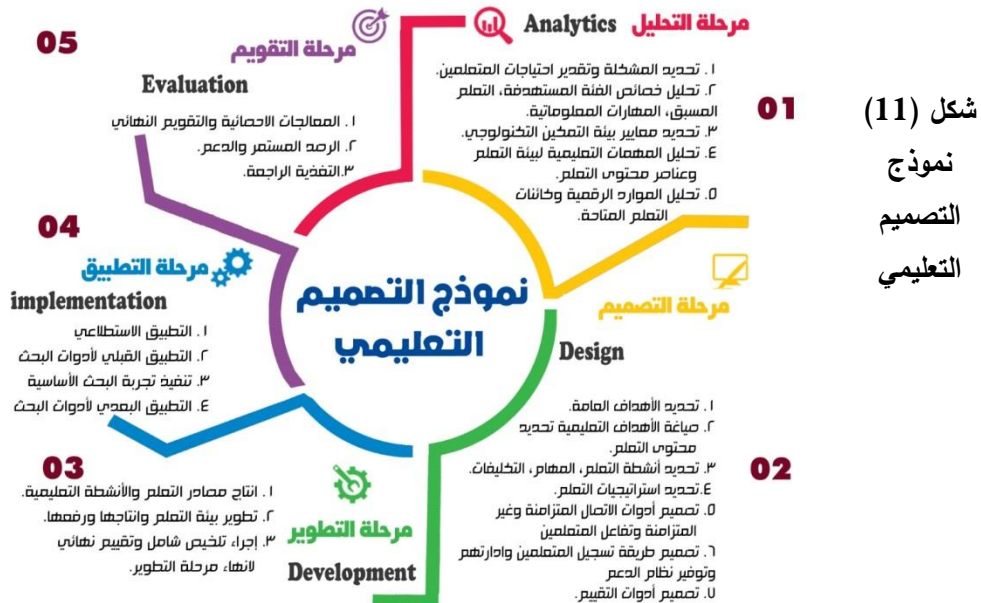 شكل (11)
نموذج
التصميم
التعليمي
نموذج التصميم
التعليمي
01
مرحلة التحليل Analytics
١. تحديد المشكلة وتقدير احتياجات المتعلمين.
٢. تحليل خصائص الفئة المستهدفة، التعلم
المسبق، المهارات المعلوماتية.
٣. تحديد معايير بيئة التمكين التكنولوجي.
٤. تحليل المهمات التعليمية لبيئة التعلم
وعناصر محتوى التعلم.
٥. تحليل الموارد الرقمية وكائنات
التعلم المتاحة.
مرحلة التصميم
Design
02
١. تحديد الأهداف العامة.
٢. صياغة الأهداف التعليمية تحديد
محتوى التعلم.
٣. تحديد أنشطة التعلم، المهام، التكليفات.
٤.تحديد استراتيجيات التعلم.
٥. تصميم أدوات الاتصال المتزامنة وغير
المتزامنة وتفاعل المتعلمين
٦. تصميم طريقة تسجيل المتعلمين وادارتهم
وتوفير نظام الدعم
٧. تصميم أدوات التقييم.
03
مرحلة التطوير
Development
١. انتاج مصادر التعلم والأنشطة التعليمية.
٢. تطوير بيئة التعلم وانتاجها ورفعها.
٣. إجراء تلخيص شامل وتقييم نهائي
لانهاء مرحلة التطوير.
04
مرحلة التطبيق
implementation
١. التطبيق الاستطلاعي
٢. التطبيق القبلي لأدوات البحث
٣. تنفيذ تجربة البحث الأساسية
٤. التطبيق البعدي لأدوات البحث
05
مرحلة التقويم
Evaluation
١. المعالجات الاحصائية والتقويم النهائي
٢. الرصد المستمر والدعم.
٣.التغذية الراجعة.